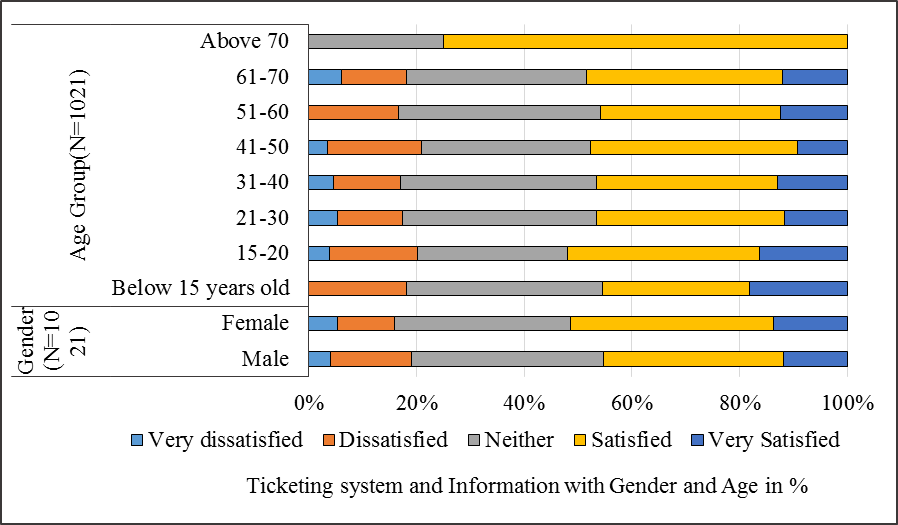 Above 70
61-70
51-60
41-50
31-40
21-30
15-20
Below 15 years old
Age Group(N=1021)
Female
Male
Gender
(N=10
21)
0% 20% 40% 60% 80% 100%
Very dissatisfied Dissatisfied Neither Satisfied Very Satisfied
Ticketing system and Information with Gender and Age in %